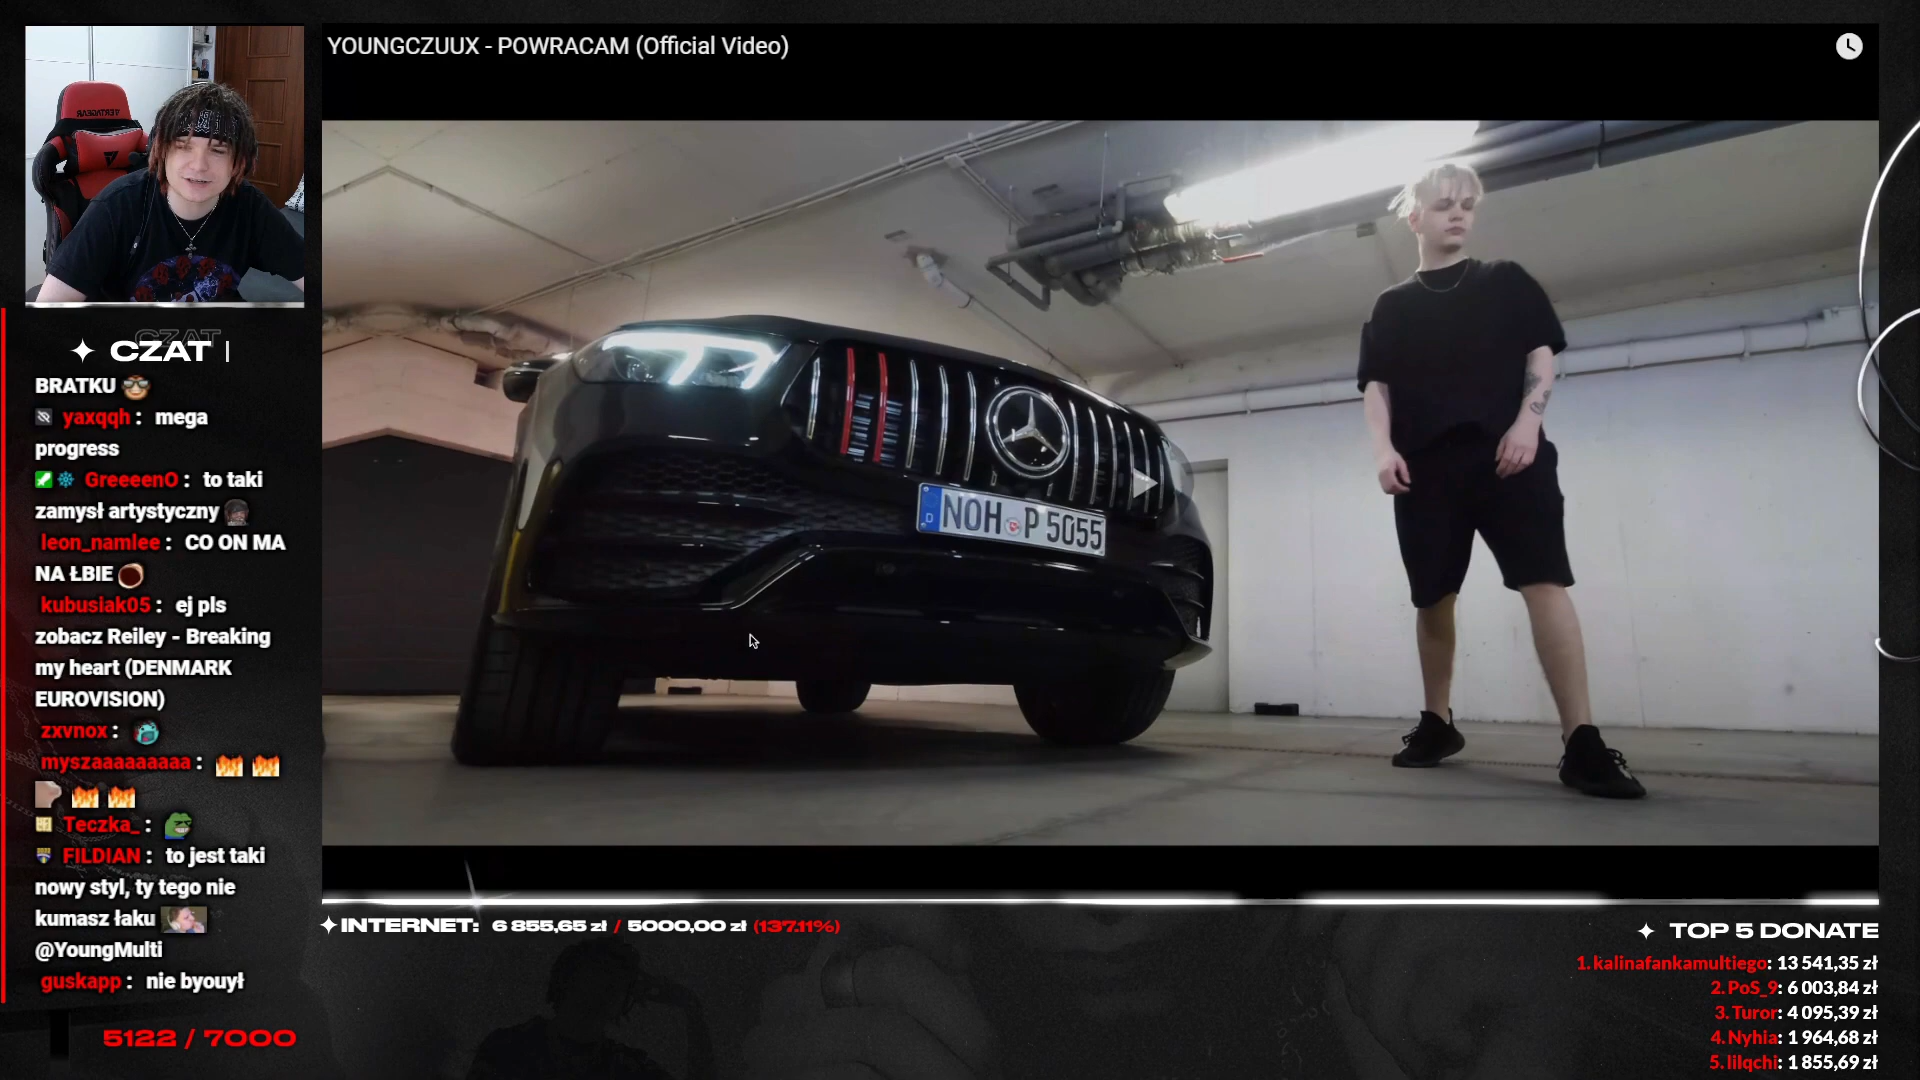 YOUNGCZUUX - POWRACAM (Official Video)
VERTAGEAR
CZAT
CZAT |
BRATKU
yaxqqh : mega
progress
GreeeenO : to taki
zamysł artystyczny
leon_namlee : CO ON MA
NA ŁBIE
kubusiak05 : ej pls
zobacz Reiley - Breaking
my heart (DENMARK
EUROVISION)
zxvnox :
myszaaaaaaaaa :
Teczka_ :
FILDIAN : to jest taki
nowy styl, ty tego nie
kumasz łaku
@YoungMulti
guskapp : nie byouył
5122 / 7000
D
NOH P 5055
INTERNET: 6 855,65 zł / 5000,00 zł (137.11%)
TOP 5 DONATE
1. kalinafankamultiego: 13 541,35 zł
2. PoS_9: 6 003,84 zł
3. Turor: 4 095,39 zł
4. Nyhia: 1 964,68 zł
5. lilqchi: 1 855,69 zł